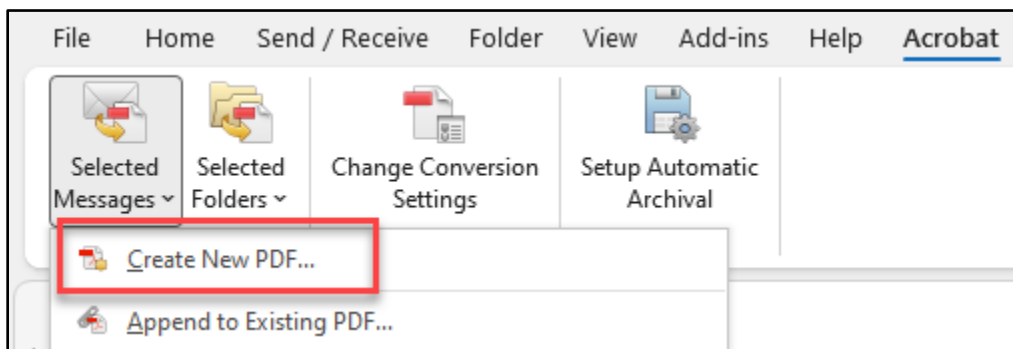 File Home Send / Receive Folder View Add-ins Help Acrobat
Selected Messages
Selected Folders
Change Conversion Settings
Setup Automatic Archival
Create New PDF...
Append to Existing PDF...